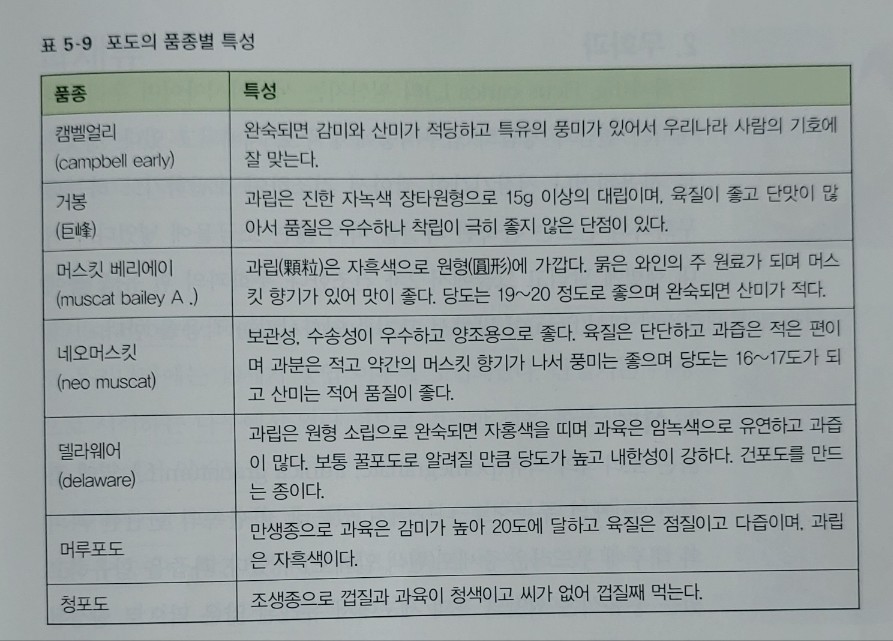 표 5-9 포도의 품종별 특성
품종
특성
캠벨얼리
(campbell early)
완숙되면 감미와 산미가 적당하고 특유의 풍미가 있어서 우리나라 사람의 기호에
잘 맞는다.
거봉
(巨峰)
과립은 진한 자녹색 장타원형으로 15g 이상의 대립이며, 육질이 좋고 단맛이 많
아서 품질은 우수하나 착립이 극히 좋지 않은 단점이 있다.
머스킷 베리에이
(muscat bailey A .)
과립(顆粒)은 자흑색으로 원형(圓形)에 가깝다. 붉은 와인의 주 원료가 되며 머스
킷 향기가 있어 맛이 좋다. 당도는 19~20 정도로 좋으며 완숙되면 산미가 적다.
네오머스킷
(neo muscat)
보관성, 수송성이 우수하고 양조용으로 좋다. 육질은 단단하고 과즙은 적은 편이
며 과분은 적고 약간의 머스킷 향기가 나서 풍미는 좋으며 당도는 16~17도가 되
고 산미는 적어 품질이 좋다.
델라웨어
(delaware)
과립은 원형 소립으로 완숙되면 자홍색을 띠며 과육은 암녹색으로 유연하고 과즙
이 많다. 보통 꿀포도로 알려질 만큼 당도가 높고 내한성이 강하다. 건포도를 만드
는 종이다.
머루포도
만생종으로 과육은 감미가 높아 20도에 달하고 육질은 점질이고 다즙이며, 과립
은 자흑색이다.
청포도
조생종으로 껍질과 과육이 청색이고 씨가 없어 껍질째 먹는다.